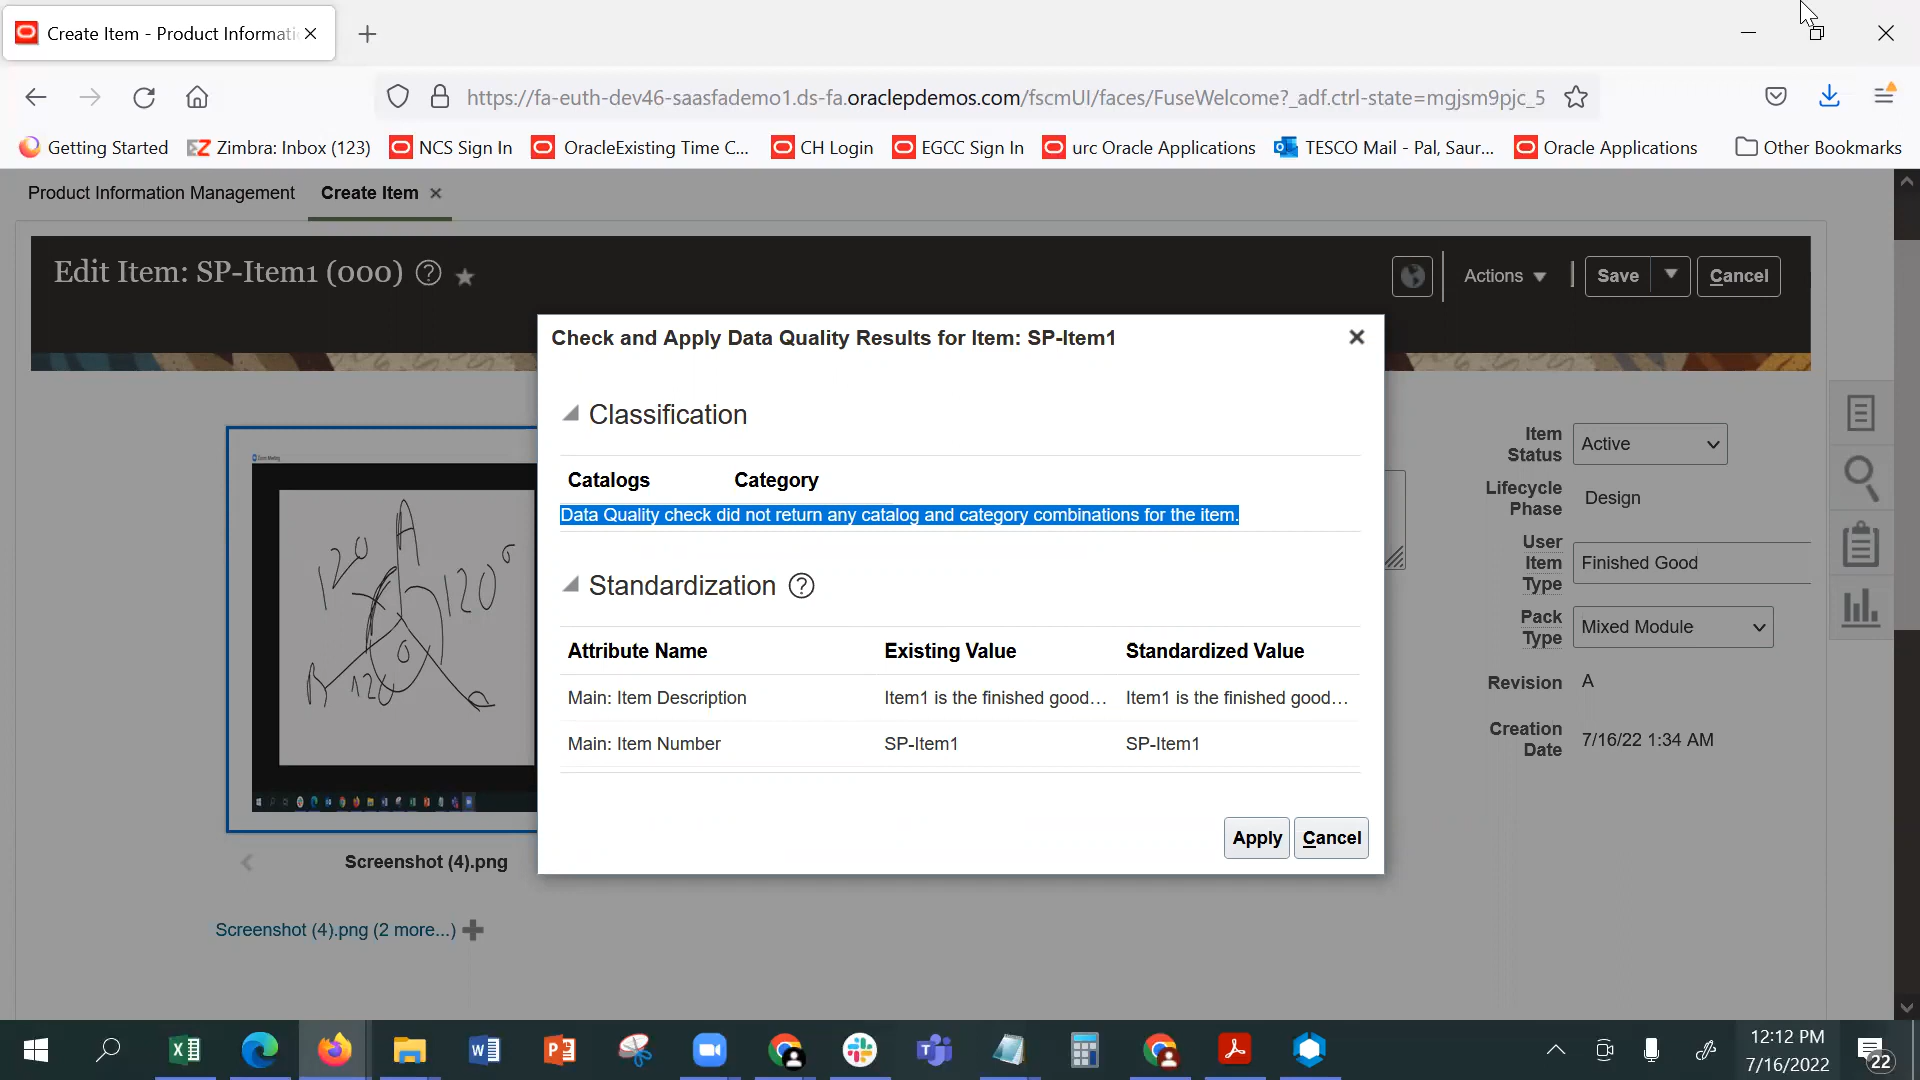 Create Item - Product Informati
https://fa-euth-dev46-saasfademo1.ds-fa.oraclepdemos.com/fscmUI/faces/FuseWelcome?_adf.ctrl-state=mgjsm9pjc_5
Getting Started Zimbra: Inbox (123) NCS Sign In OracleExisting Time C... CH Login EGCC Sign In urc Oracle Applications TESCO Mail - Pal, Saur... Oracle Applications Other Bookmarks
Product Information Management Create Item
Edit Item: SP-Item1 (000) Actions Save Cancel
Check and Apply Data Quality Results for Item: SP-Item1
Classification
Catalogs Category
Data Quality check did not return any catalog and category combinations for the item.
Standardization
Attribute Name Existing Value Standardized Value
Main: Item Description Item1 is the finished good... Item1 is the finished good...
Main: Item Number SP-Item1 SP-Item1
Apply Cancel
Item Status Active
Lifecycle Phase Design
User Item Type Finished Good
Pack Type Mixed Module
Revision A
Creation Date 7/16/22 1:34 AM
A
120
120°
O
B 120
Screenshot (4).png
Screenshot (4).png (2 more...)
12:12 PM
7/16/2022
22